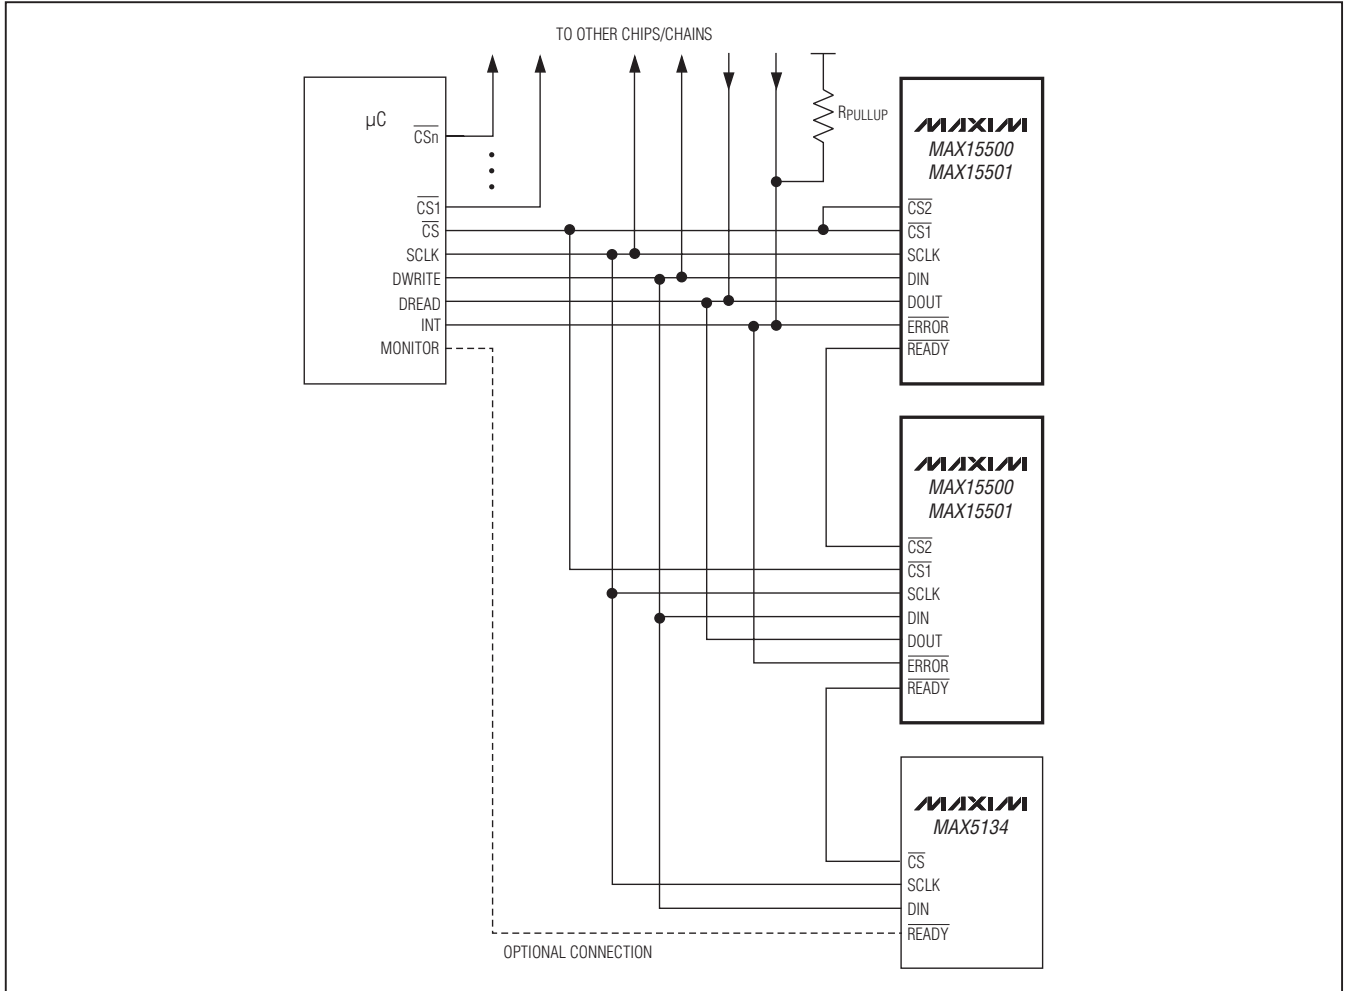 TO OTHER CHIPS/CHAINS
µC
CSn
CS1
CS
SCLK
DWRITE
DREAD
INT
MONITOR
RPULLUP
MAXIM
MAX15500
MAX15501
CS2
CS1
SCLK
DIN
DOUT
ERROR
READY
MAXIM
MAX15500
MAX15501
CS2
CS1
SCLK
DIN
DOUT
ERROR
READY
MAXIM
MAX5134
CS
SCLK
DIN
READY
OPTIONAL CONNECTION